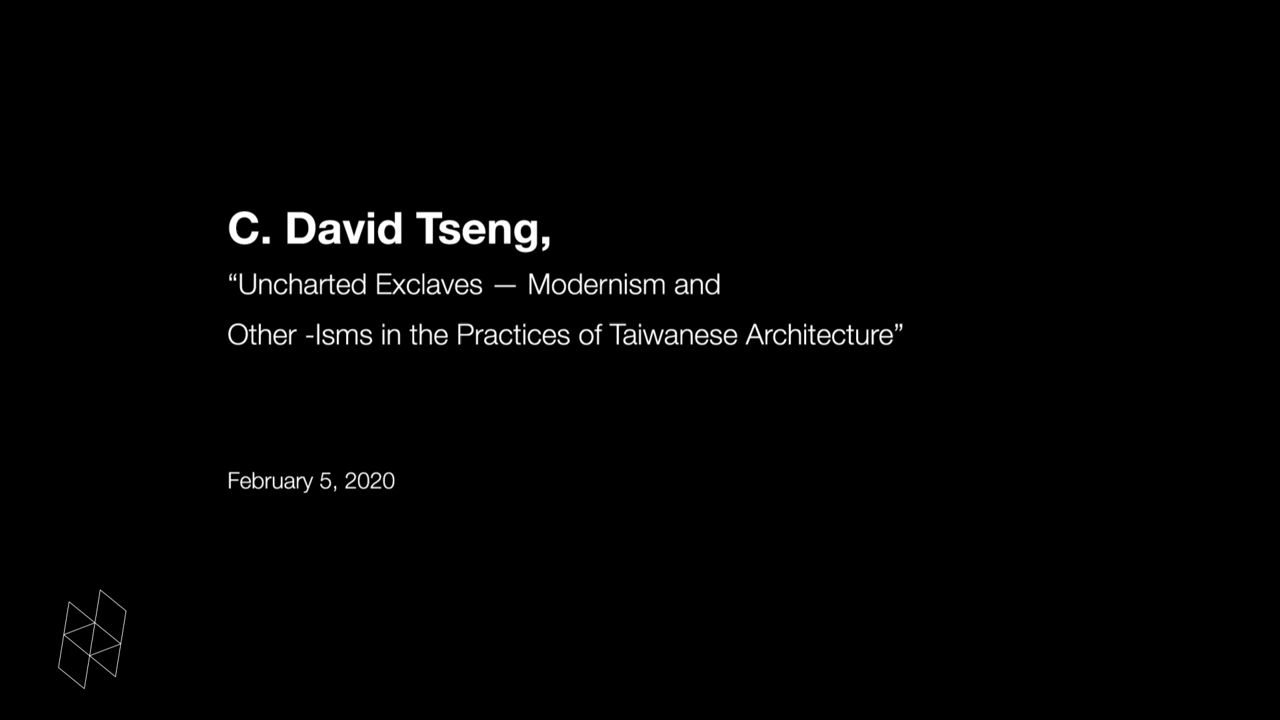 C. David Tseng,
“Uncharted Exclaves — Modernism and
Other -Isms in the Practices of Taiwanese Architecture”
February 5, 2020